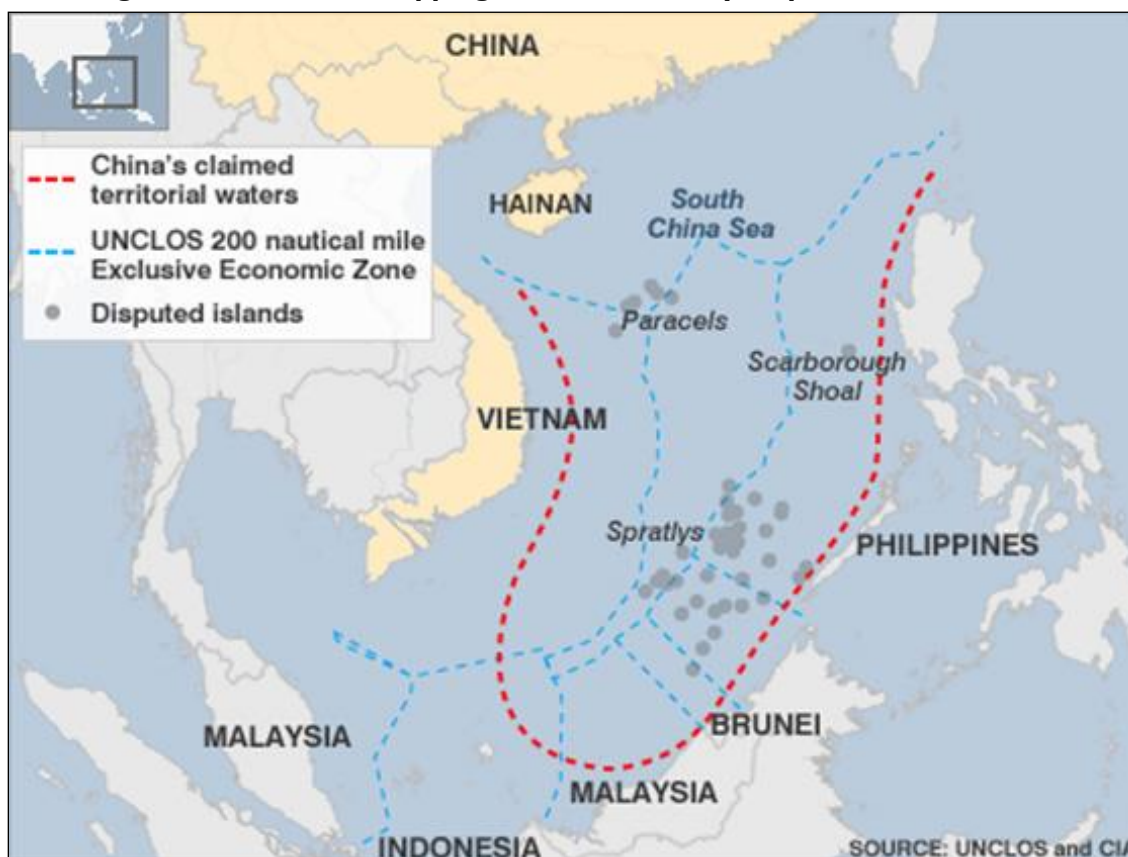 CHINA
China's claimed
territorial waters
UNCLOS 200 nautical mile
Exclusive Economic Zone
Disputed islands
HAINAN
South
China Sea
Paracels
Scarborough
Shoal
VIETNAM
Spratlys
PHILIPPINES
BRUNEI
MALAYSIA
MALAYSIA
INDONESIA
SOURCE: UNCLOS and CIA